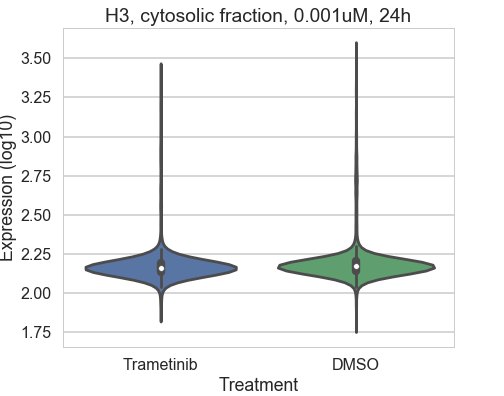 H3, cytosolic fraction, 0.001uM, 24h
Expression (log10)
3.50
3.25
3.00
2.75
2.50
2.25
2.00
1.75
Trametinib DMSO
Treatment